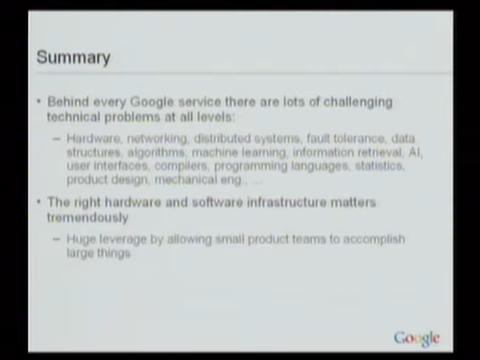 Summary
• Behind every Google service there are lots of challenging
technical problems at all levels:
– Hardware, networking, distributed systems, fault tolerance, data
structures, algorithms, machine learning, information retrieval, AI,
user interfaces, compilers, programming languages, statistics,
product design, mechanical eng., …
• The right hardware and software infrastructure matters
tremendously
– Huge leverage by allowing small product teams to accomplish
large things
Google